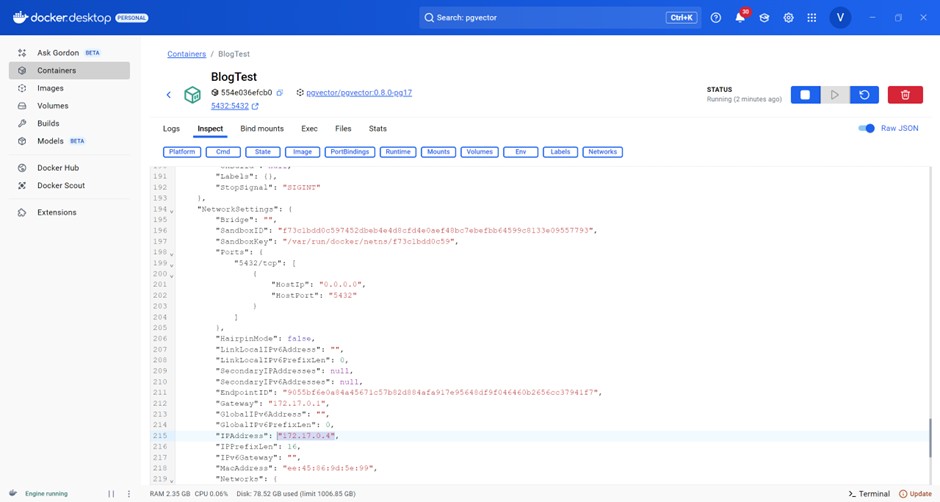 docker.desktop PERSONAL
Search: pgvector
Ctrl+K
30
V
Ask Gordon BETA
Containers
Images
Volumes
Builds
Models BETA
Docker Hub
Docker Scout
Extensions
Containers / BlogTest
BlogTest
554e036efcb0
pgvector/pgvector:0.8.0-pg17
5432:5432
STATUS
Running (2 minutes ago)
Logs Inspect Bind mounts Exec Files Stats
Raw JSON
Platform Cmd State Image PortBindings Runtime Mounts Volumes Env Labels Networks
191 "Labels": {},
192 "StopSignal": "SIGINT"
193 },
194 "NetworkSettings": {
195 "Bridge": "",
196 "SandboxID": "f73c1bdd0c597452dbeb4e4d8cfd4e0aef48bc7ebefbb64599c8133e09557793",
197 "SandboxKey": "/var/run/docker/netns/f73c1bdd0c59",
198 "Ports": {
199 "5432/tcp": [
200 {
201 "HostIp": "0.0.0.0",
202 "HostPort": "5432"
203 }
204 ]
205 },
206 "HairpinMode": false,
207 "LinkLocalIPv6Address": "",
208 "LinkLocalIPv6PrefixLen": 0,
209 "SecondaryIPAddresses": null,
210 "SecondaryIPv6Addresses": null,
211 "EndpointID": "9055bf6e0a84a45671c57b82d884afa917e95648df9f046460b2656cc37941f7",
212 "Gateway": "172.17.0.1",
213 "GlobalIPv6Address": "",
214 "GlobalIPv6PrefixLen": 0,
215 "IPAddress": "172.17.0.4",
216 "IPPrefixLen": 16,
217 "IPv6Gateway": "",
218 "MacAddress": "ee:45:86:9d:5e:99",
219 "Networks": {
Engine running
RAM 2.35 GB CPU 0.06% Disk: 78.52 GB used (limit 1006.85 GB)
Terminal
Update